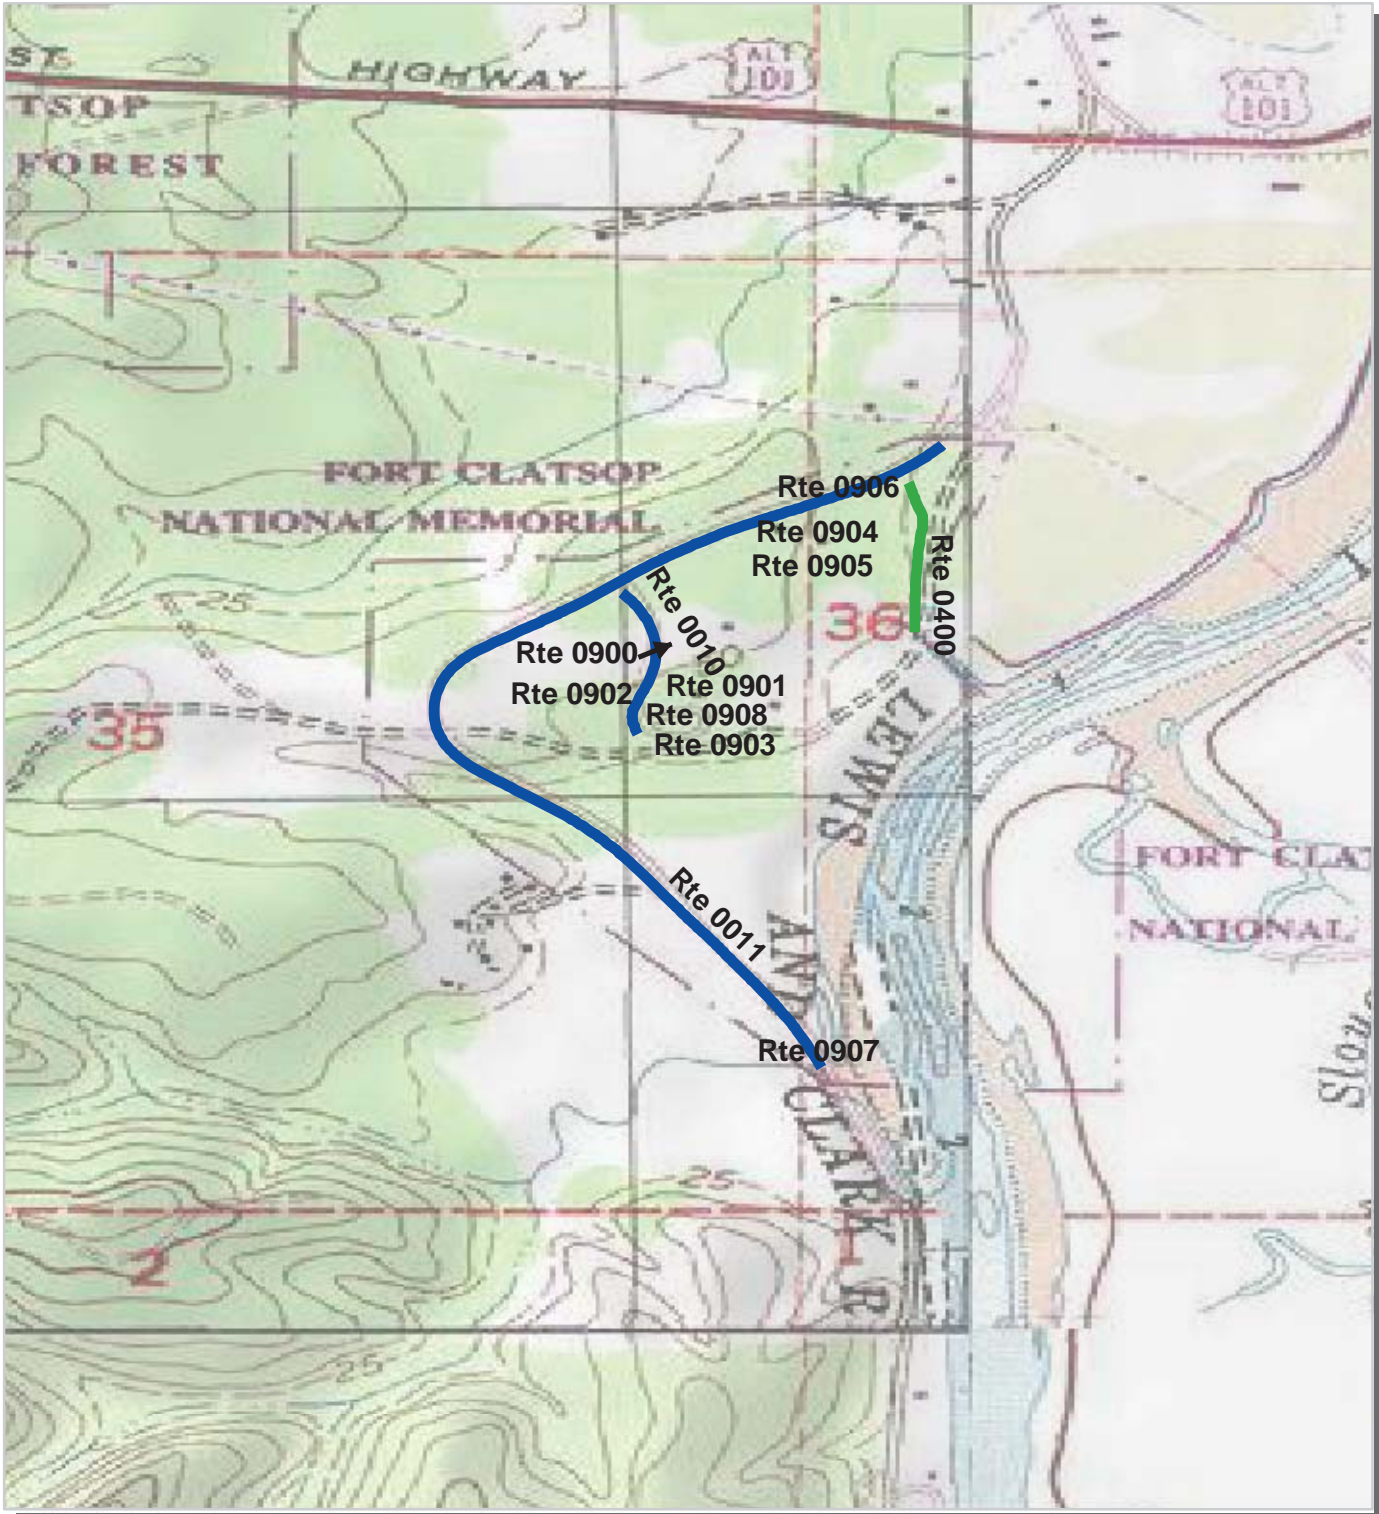 ST.
HIGHWAY
ALT
101
ALT
101
TSOP
FOREST
FORT CLATSOP
NATIONAL MEMORIAL
Rte 0906
Rte 0904
Rte 0905
Rte 0400
Rte 0010
25
36
Rte 0900
Rte 0901
Rte 0902
Rte 0908
Rte 0903
35
LEWIS
AND
CLARK R
FORT CLAT
NATIONAL
Rte 0011
Rte 0907
Slou
25
1
2
25